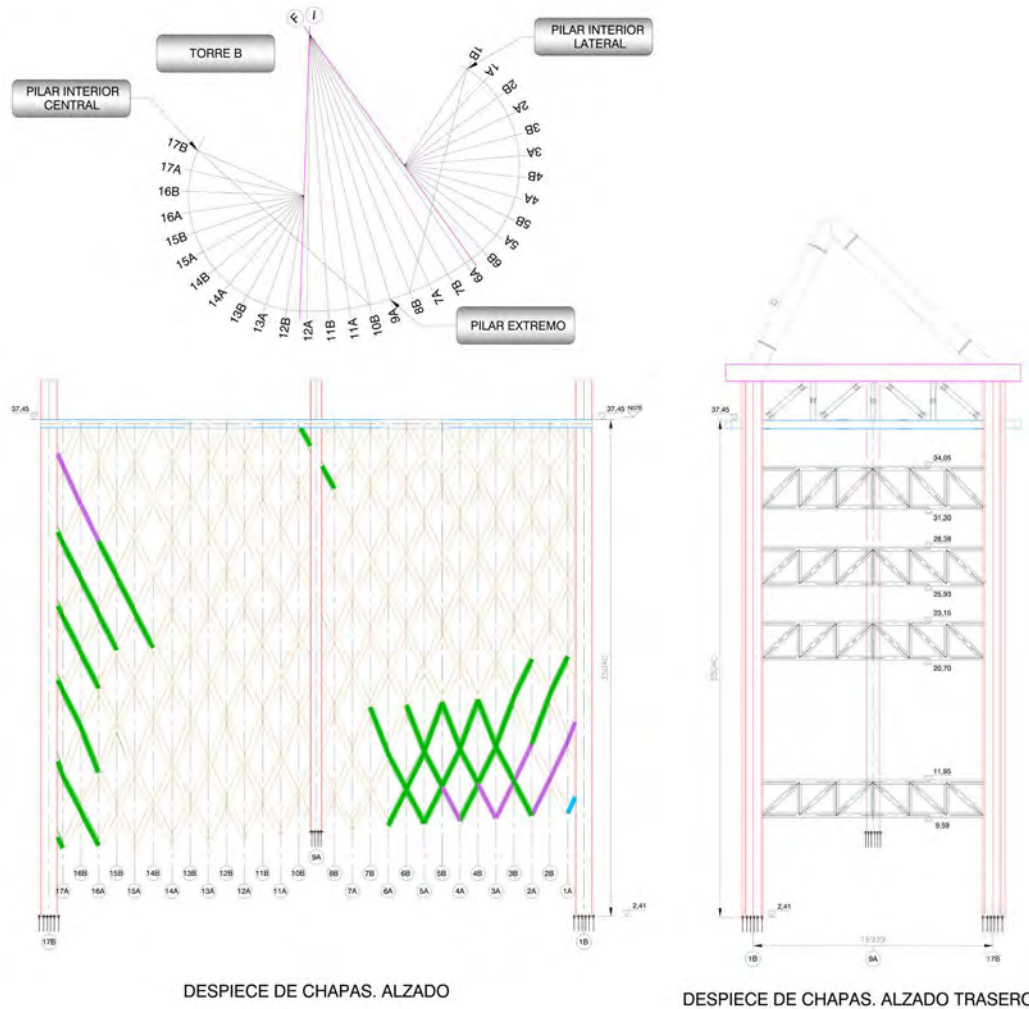 F I
TORRE B
PILAR INTERIOR
LATERAL
PILAR INTERIOR
CENTRAL
1B
1A
2B
2A
3B
3A
4B
4A
5B
5A
6B
6A
7B
7A
8B
9A
10B
11A
11B
12A
12B
13A
13B
14A
14B
15A
15B
16A
16B
17A
17B
PILAR EXTREMO
37,45
37,45
35040
9A
16B 15B 14B 13B 12B 11B 10B 8B 7B 6B 5B 4B 3B 2B
17A 16A 15A 14A 13A 12A 11A 7A 6A 5A 4A 3A 2A 1A
2,41
17B
1B
DESPIECE DE CHAPAS. ALZADO
37,45
34,05
31,30
28,38
25,93
23,15
20,70
11,95
9,59
2,41
35040
16939
1B
9A
17B
DESPIECE DE CHAPAS. ALZADO TRASERO